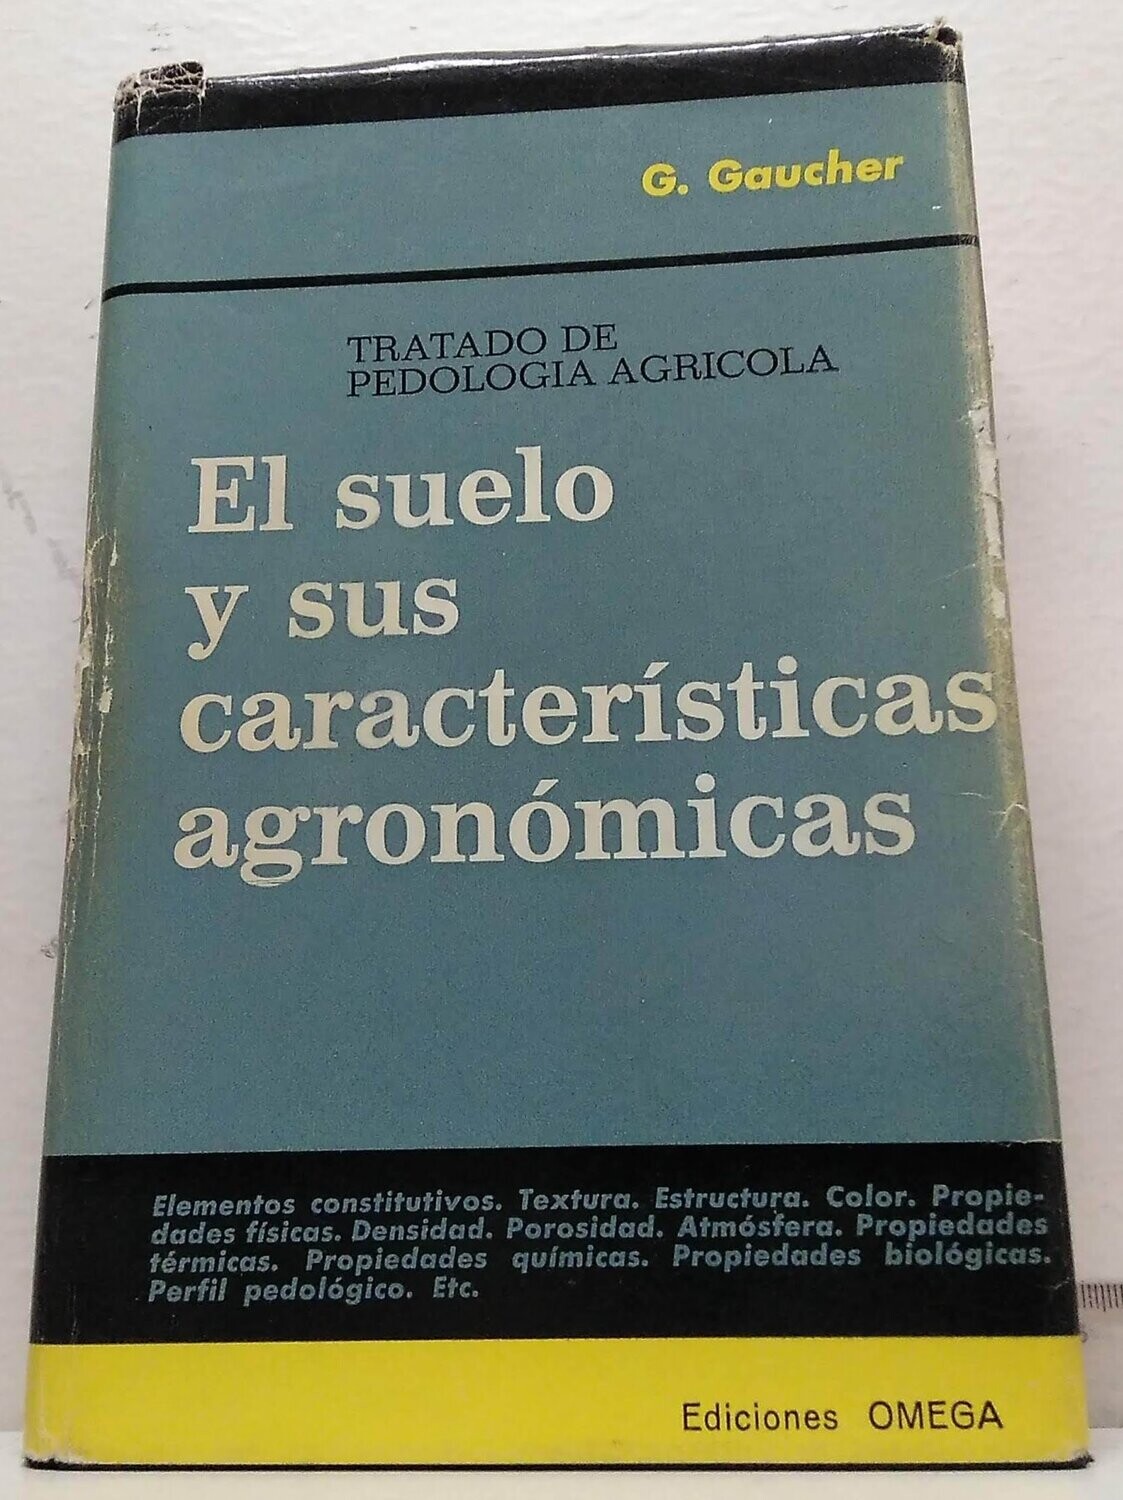 G. Gaucher
TRATADO DE
PEDOLOGIA AGRICOLA
El suelo
y sus
características
agronómicas
Elementos constitutivos. Textura. Estructura. Color. Propie-
dades físicas. Densidad. Porosidad. Atmósfera. Propiedades
térmicas. Propiedades químicas. Propiedades biológicas.
Perfil pedológico. Etc.
Ediciones OMEGA